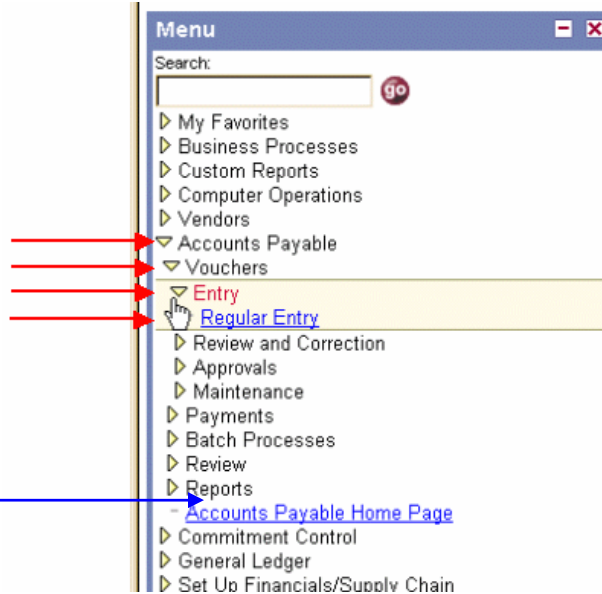 Menu
Search:
go
My Favorites
Business Processes
Custom Reports
Computer Operations
Vendors
Accounts Payable
Vouchers
Entry
Regular Entry
Review and Correction
Approvals
Maintenance
Payments
Batch Processes
Review
Reports
Accounts Payable Home Page
Commitment Control
General Ledger
Set Up Financials/Supply Chain